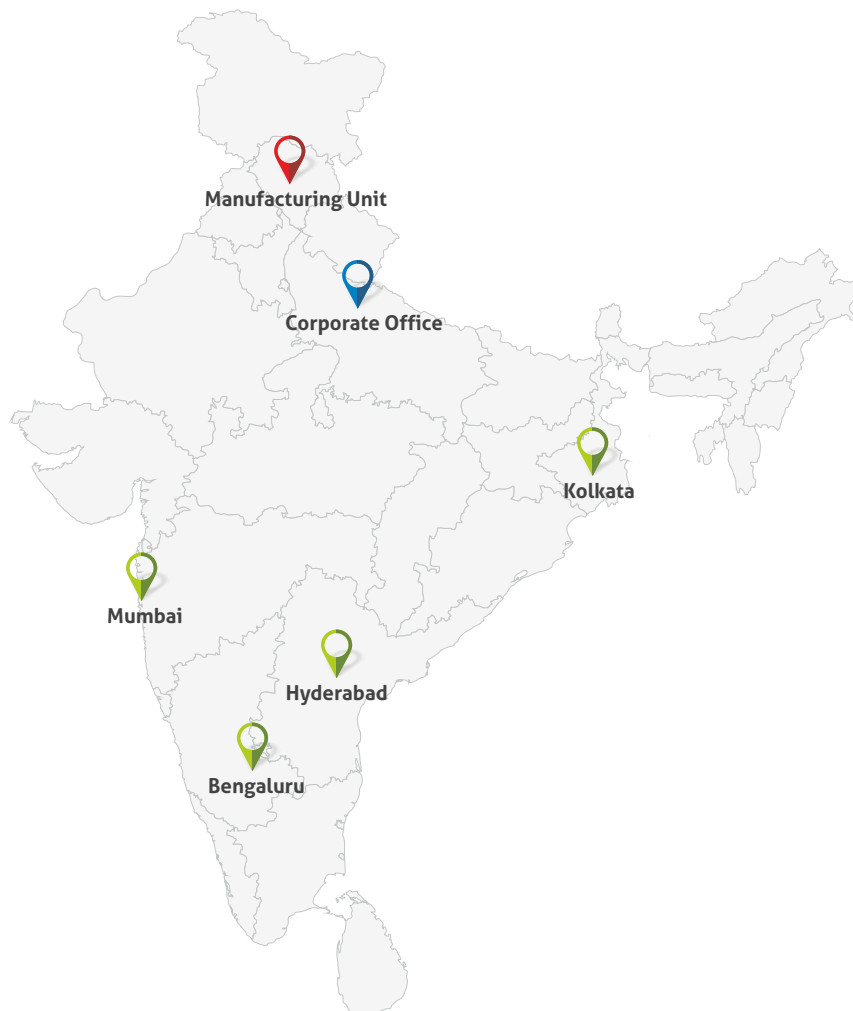 Manufacturing Unit
Corporate Office
Kolkata
Mumbai
Hyderabad
Bengaluru